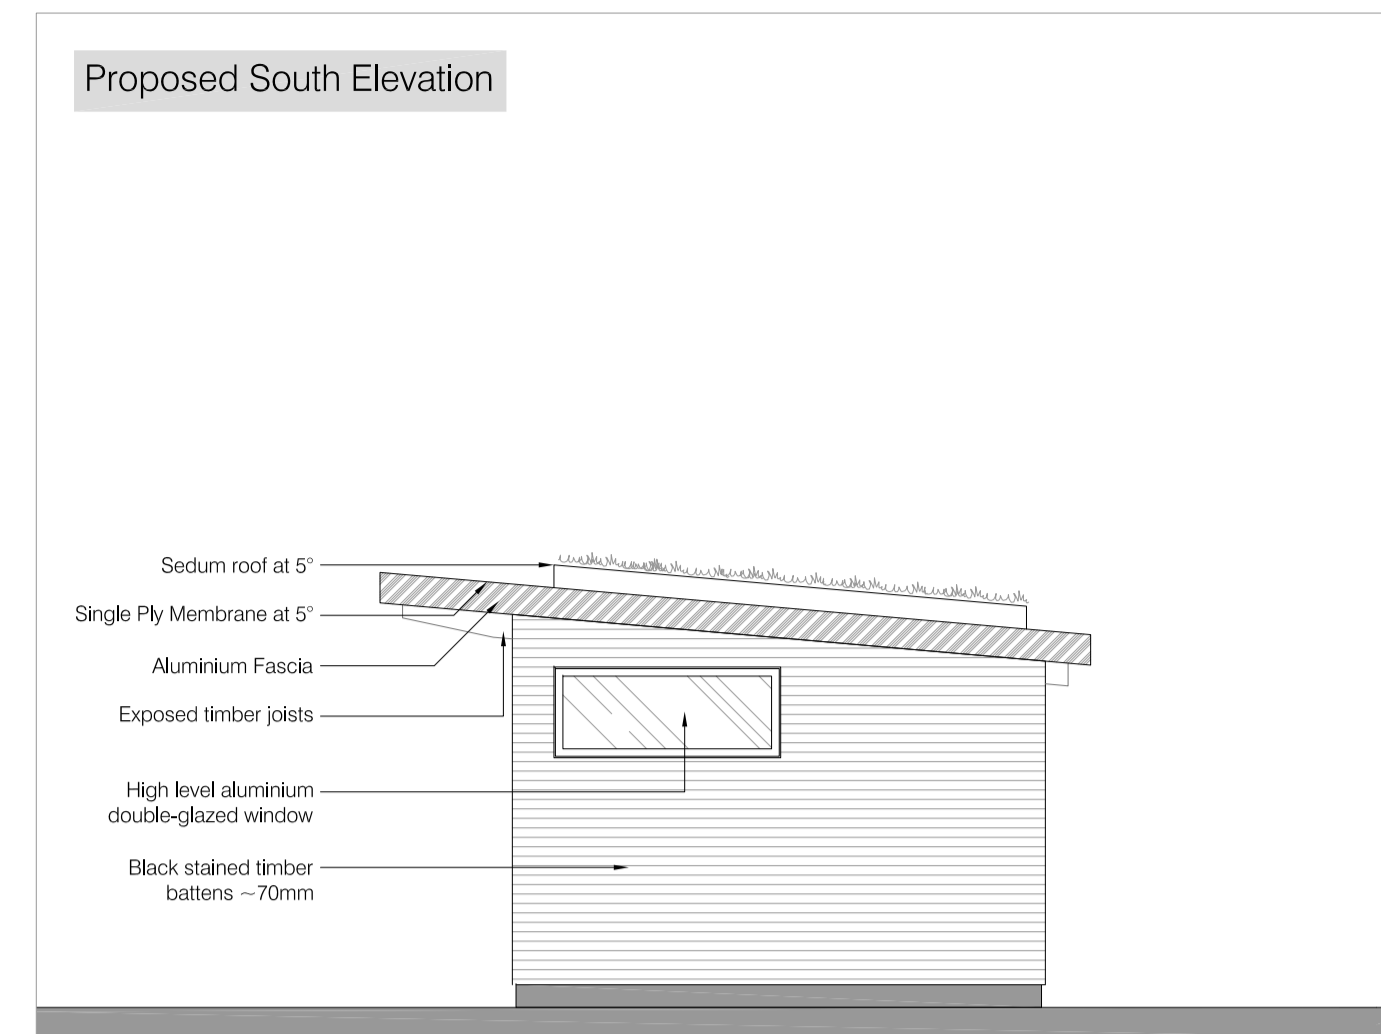 Proposed South Elevation
Sedum roof at 5°
Single Ply Membrane at 5°
Aluminium Fascia
Exposed timber joists
High level aluminium
double-glazed window
Black stained timber
battens ~70mm